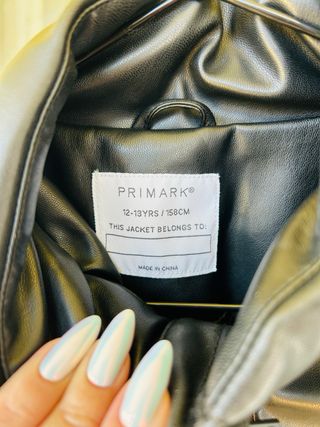 PRIMARK®
12-13YRS / 158CM
THIS JACKET BELONGS TO:
MADE IN CHINA